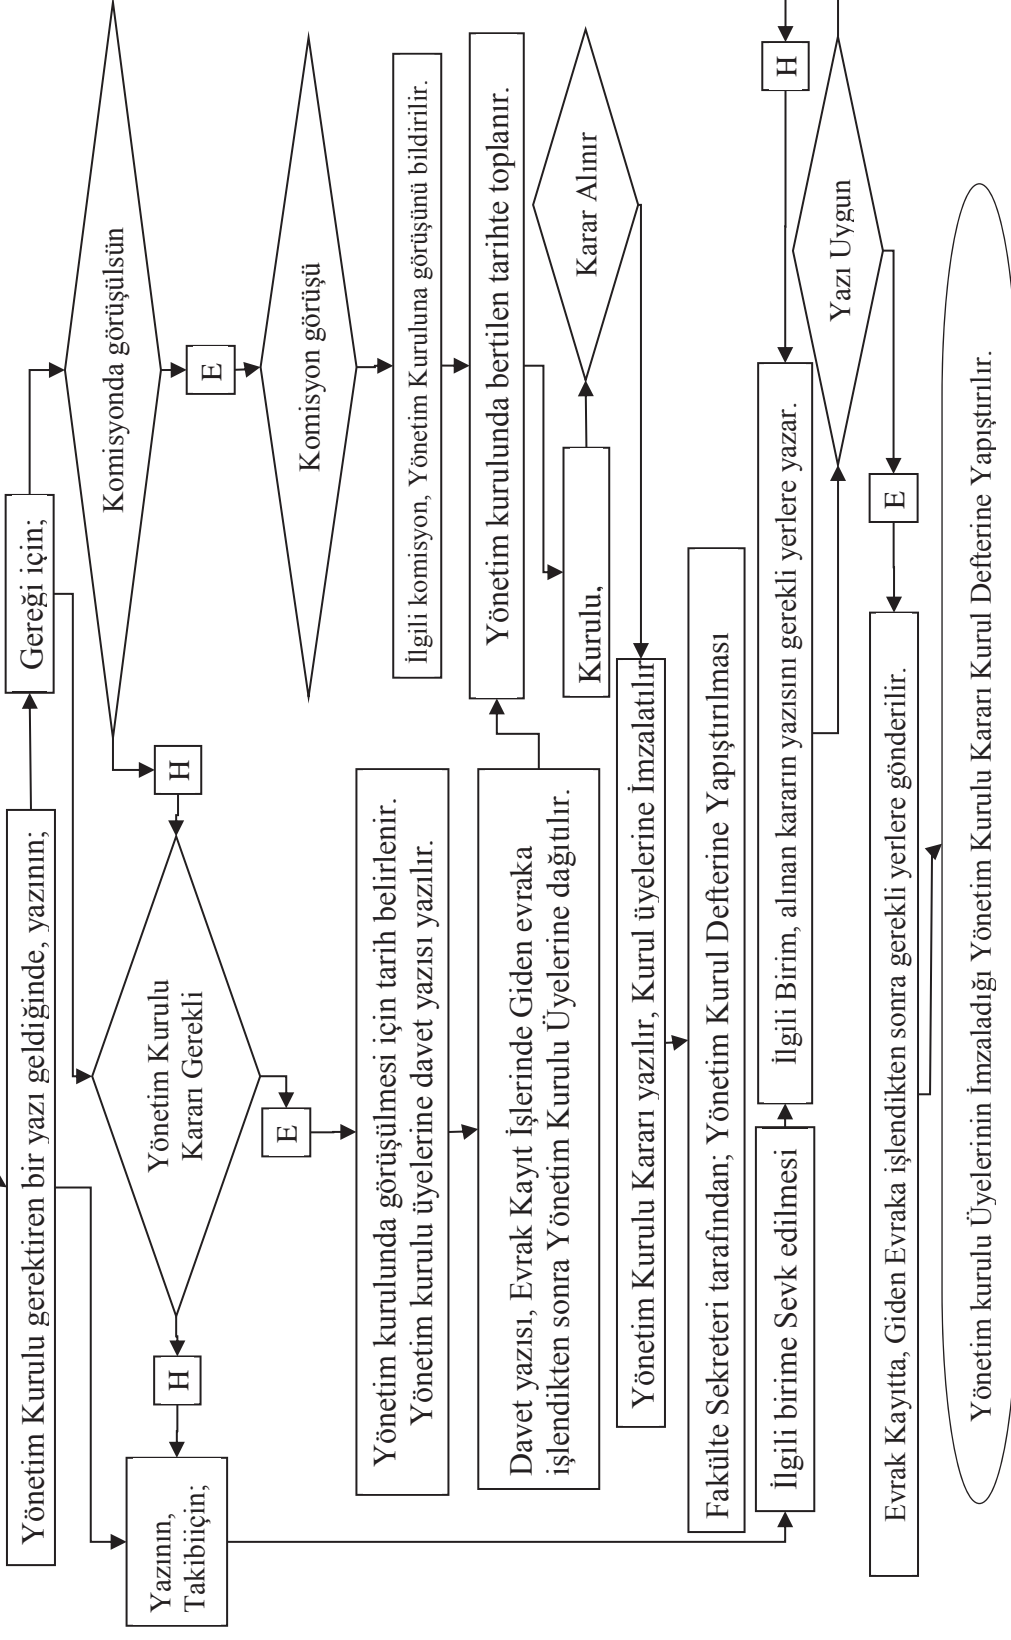 Yönetim Kurulu gerektiren bir yazı geldiğinde, yazının;
Gereği için;
Komisyonda görüşülsün
H
E
Yazının,
Takibiiçin;
H
Yönetim Kurulu
Kararı Gerekli
E
Komisyon görüşü
Yönetim kurulunda görüşülmesi için tarih belirlenir.
Yönetim kurulu üyelerine davet yazısı yazılır.
İlgili komisyon, Yönetim Kuruluna görüşünü bildirilir.
Davet yazısı, Evrak Kayıt İşlerinde Giden evraka
işlendikten sonra Yönetim Kurulu Üyelerine dağıtılır.
Yönetim kurulunda bertilen tarihte toplanır.
Kurulu,
Karar Alınır
Yönetim Kurulu Kararı yazılır, Kurul üyelerine İmzalatılır
Fakülte Sekreteri tarafından; Yönetim Kurul Defterine Yapıştırılması
İlgili birime Sevk edilmesi
İlgili Birim, alınan kararın yazısını gerekli yerlere yazar.
H
Yazı Uygun
E
Evrak Kayıtta, Giden Evraka işlendikten sonra gerekli yerlere gönderilir.
Yönetim kurulu Üyelerinin İmzaladığı Yönetim Kurulu Kararı Kurul Defterine Yapıştırılır.